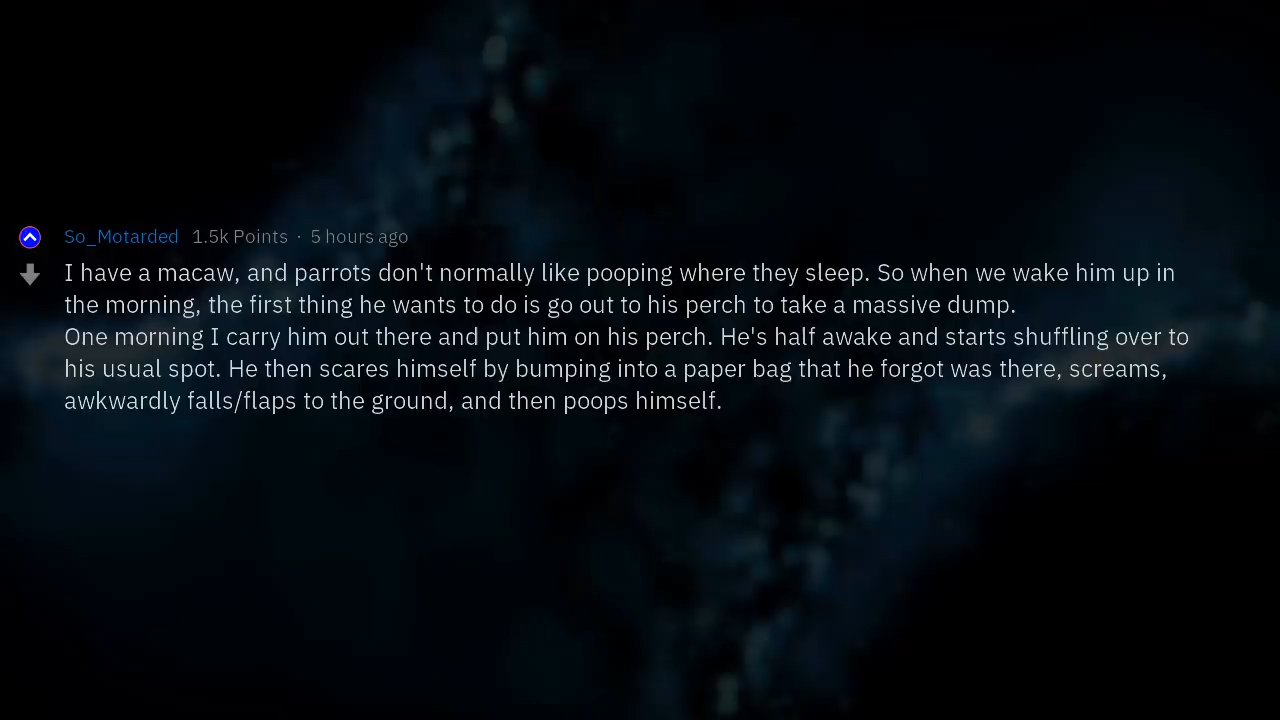 So_Motarded 1.5k Points · 5 hours ago
I have a macaw, and parrots don't normally like pooping where they sleep. So when we wake him up in
the morning, the first thing he wants to do is go out to his perch to take a massive dump.
One morning I carry him out there and put him on his perch. He's half awake and starts shuffling over to
his usual spot. He then scares himself by bumping into a paper bag that he forgot was there, screams,
awkwardly falls/flaps to the ground, and then poops himself.